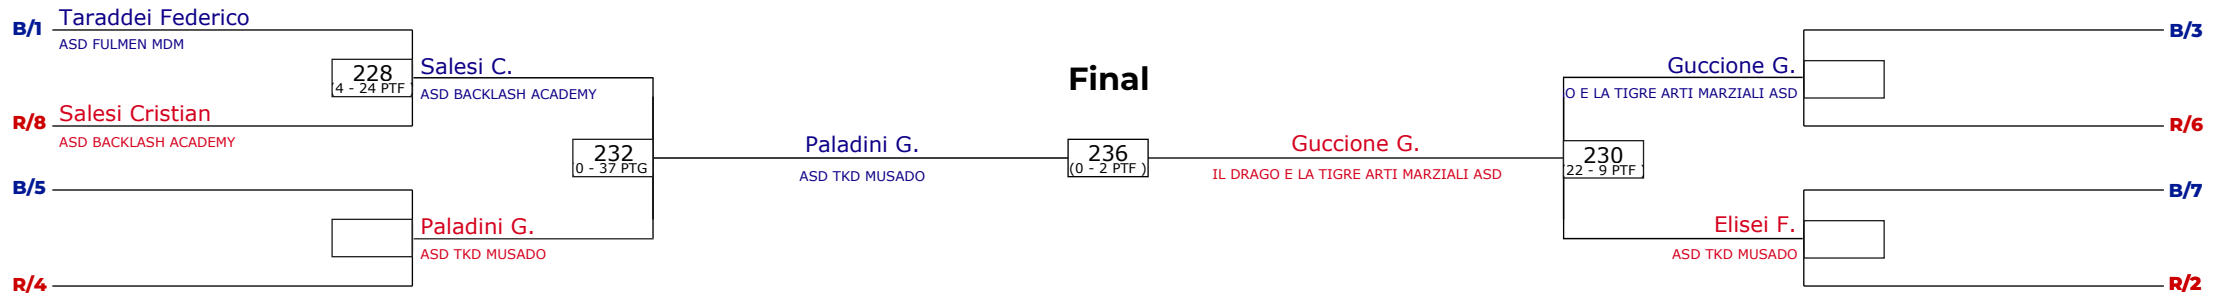 B/1
Taraddei Federico
ASD FULMEN MDM
228
(4 - 24 PTF )
R/8
Salesi Cristian
ASD BACKLASH ACADEMY
Salesi C.
ASD BACKLASH ACADEMY
232
0 - 37 PTG
B/5
R/4
Paladini G.
ASD TKD MUSADO
Paladini G.
ASD TKD MUSADO
Final
236
(0 - 2 PTF )
Guccione G.
IL DRAGO E LA TIGRE ARTI MARZIALI ASD
Guccione G.
O E LA TIGRE ARTI MARZIALI ASD
230
22 - 9 PTF )
Elisei F.
ASD TKD MUSADO
B/3
R/6
B/7
R/2